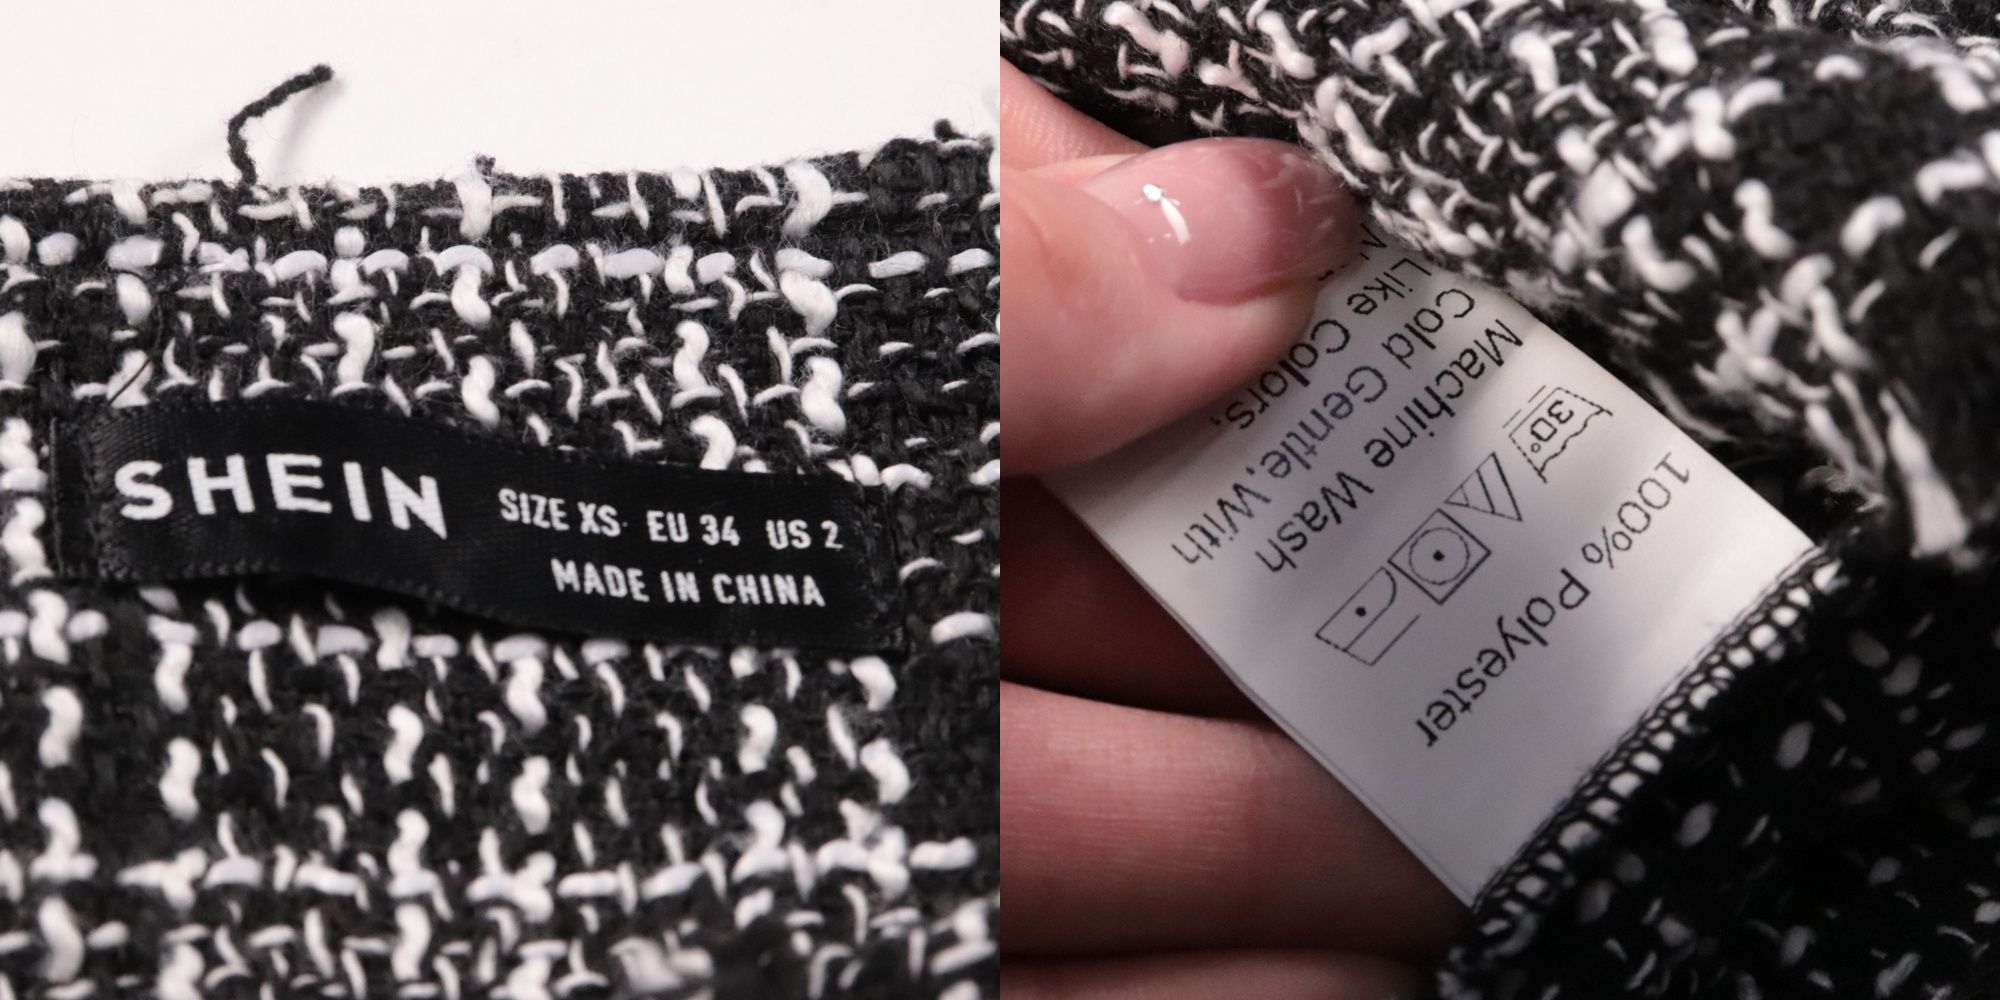 SHEIN
SIZE XS EU 34 US 2
MADE IN CHINA
100% Polyester
30°
Machine Wash
Cold Gentle,With
Like Colors,